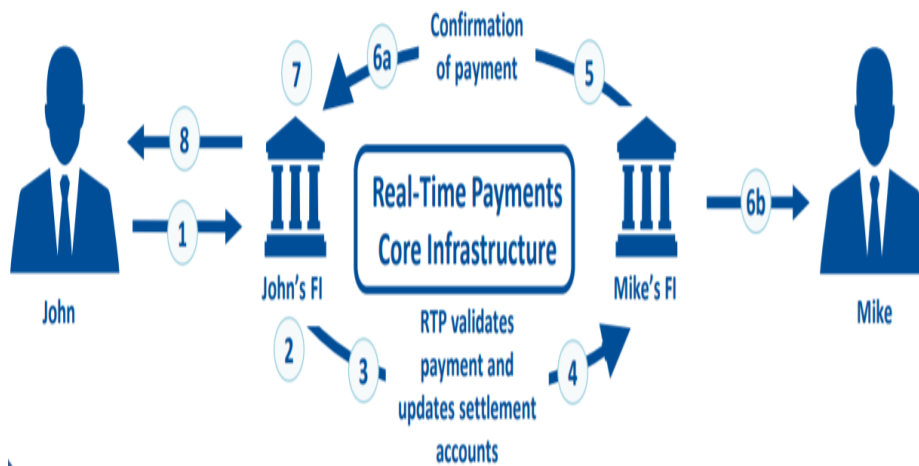 Confirmation
of payment
6a
5
7
8
1
Real-Time Payments
Core Infrastructure
6b
John
John's FI
Mike's FI
Mike
2
3
RTP validates
payment and
updates settlement
accounts
4